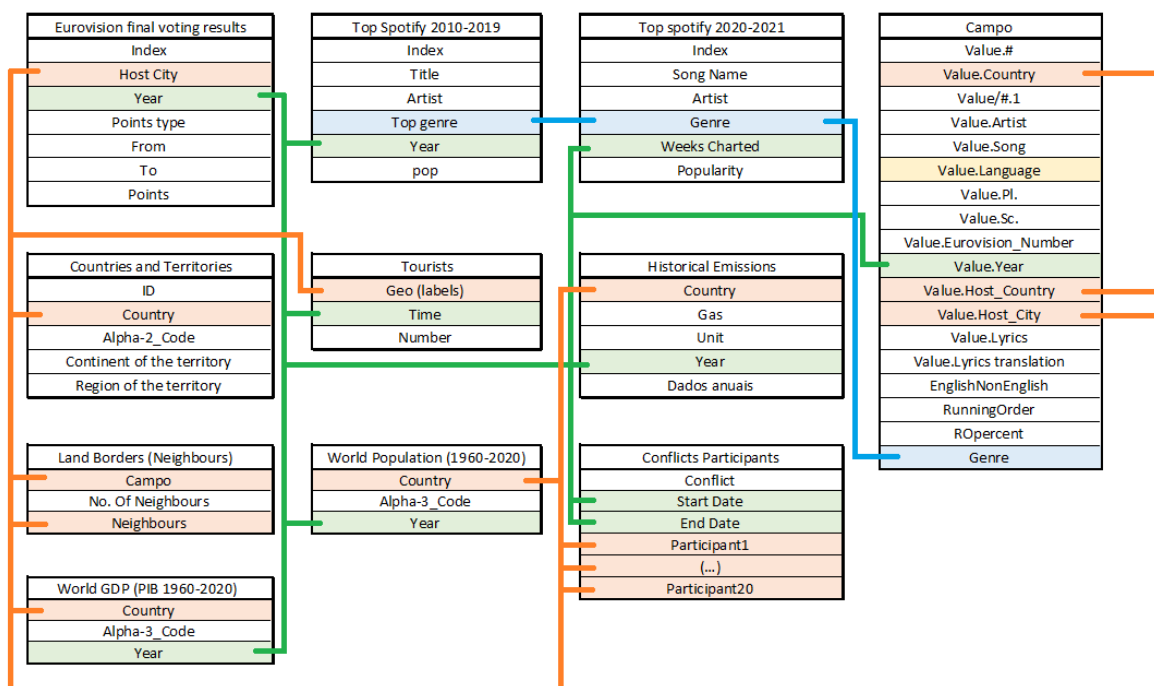 Eurovision final voting results
Index
Host City
Year
Points type
From
To
Points
Top Spotify 2010-2019
Index
Title
Artist
Top genre
Year
pop
Top spotify 2020-2021
Index
Song Name
Artist
Genre
Weeks Charted
Popularity
Campo
Value.#
Value.Country
Value/#.1
Value.Artist
Value.Song
Value.Language
Value.Pl.
Value.Sc.
Value.Eurovision_Number
Value.Year
Value.Host_Country
Value.Host_City
Value.Lyrics
Value.Lyrics translation
EnglishNonEnglish
RunningOrder
ROpercent
Genre
Countries and Territories
ID
Country
Alpha-2_Code
Continent of the territory
Region of the territory
Tourists
Geo (labels)
Time
Number
Historical Emissions
Country
Gas
Unit
Year
Dados anuais
Land Borders (Neighbours)
Campo
No. Of Neighbours
Neighbours
World Population (1960-2020)
Country
Alpha-3_Code
Year
Conflicts Participants
Conflict
Start Date
End Date
Participant1
(...)
Participant20
World GDP (PIB 1960-2020)
Country
Alpha-3_Code
Year